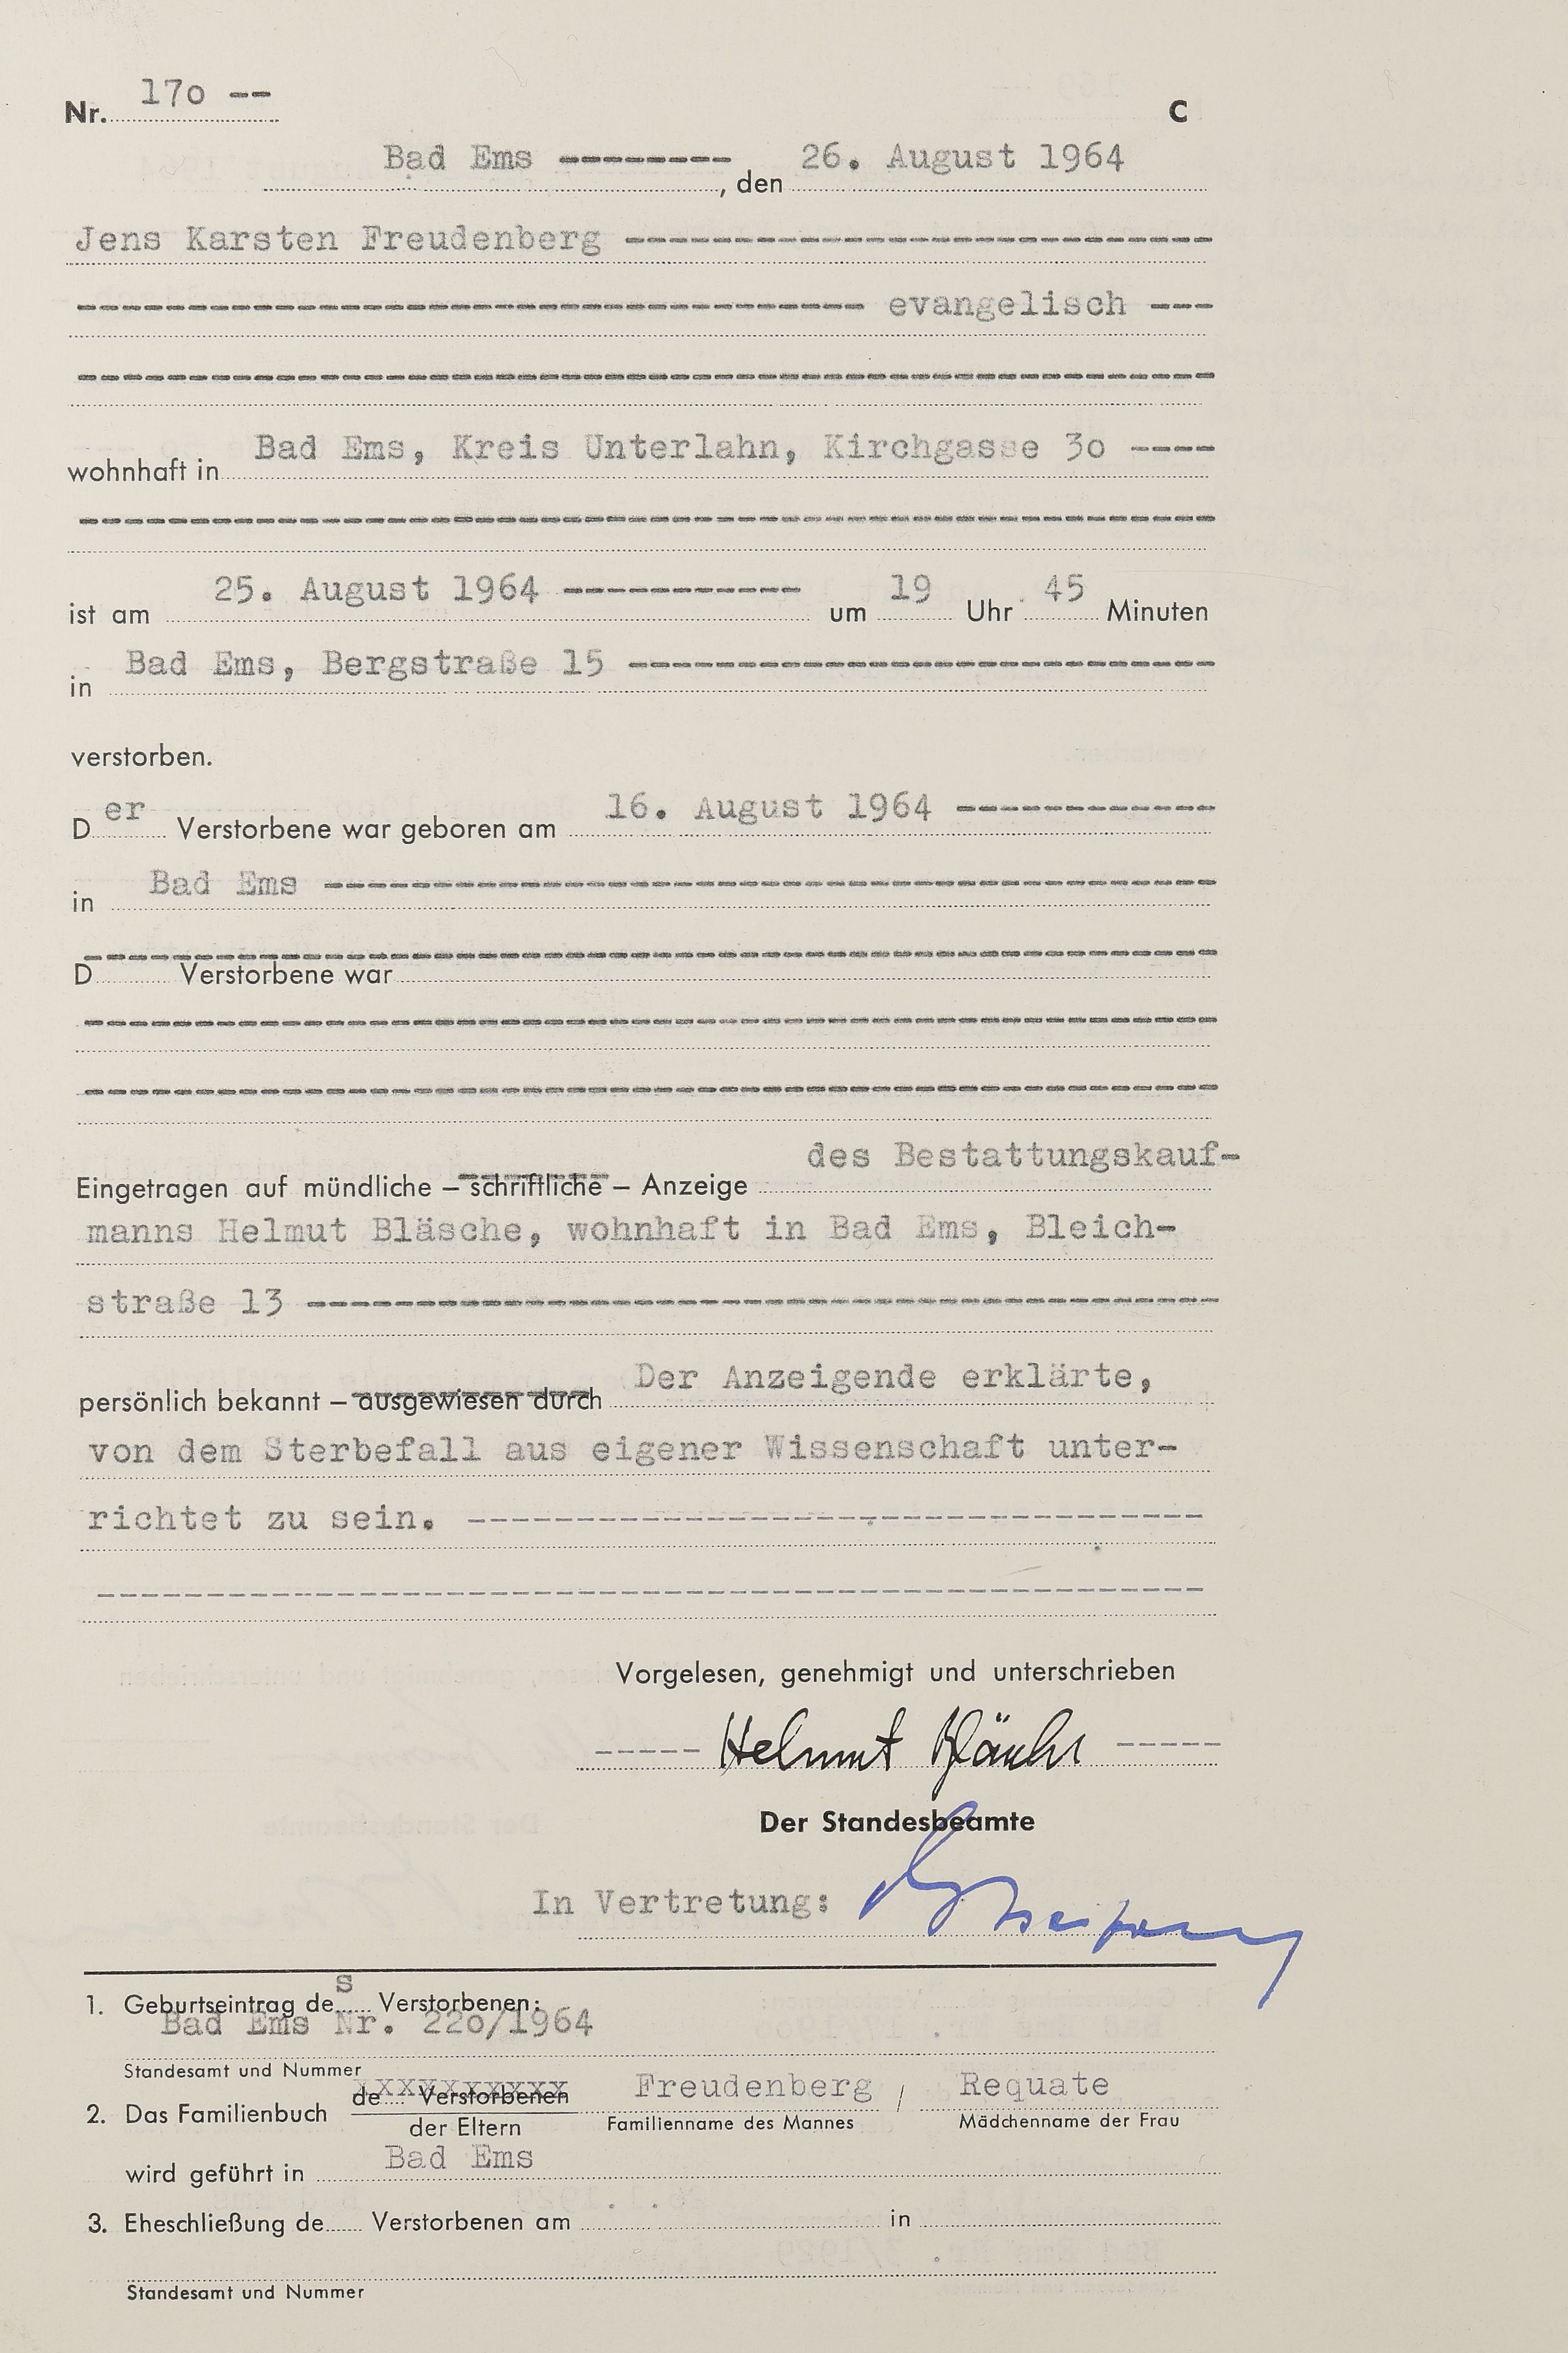 Nr. 17o --
C
Bad Ems --------, den 26. August 1964
Jens Karsten Freudenberg
evangelisch ---
wohnhaft in Bad Ems, Kreis Unterlahn, Kirchgasse 3o ----
ist am 25. August 1964 ----------- um 19 Uhr 45 Minuten
in Bad Ems, Bergstraße 15
verstorben.
Der Verstorbene war geboren am 16. August 1964
in Bad Ems
D Verstorbene war
Eingetragen auf mündliche – schriftliche – Anzeige des Bestattungskauf-
manns Helmut Bläsche, wohnhaft in Bad Ems, Bleich-
straße 13
persönlich bekannt – ausgewiesen durch Der Anzeigende erklärte,
von dem Sterbefall aus eigener Wissenschaft unter-
richtet zu sein.
Vorgelesen, genehmigt und unterschrieben
----- Helmut Bläsche -----
Der Standesbeamte
In Vertretung:
1. Geburtseintrag des Verstorbenen:
Bad Ems Nr. 22o/1964
Standesamt und Nummer
de Verstorbenen Freudenberg / Requate
2. Das Familienbuch
der Eltern Familienname des Mannes Mädchenname der Frau
wird geführt in Bad Ems
3. Eheschließung de Verstorbenen am in
Standesamt und Nummer